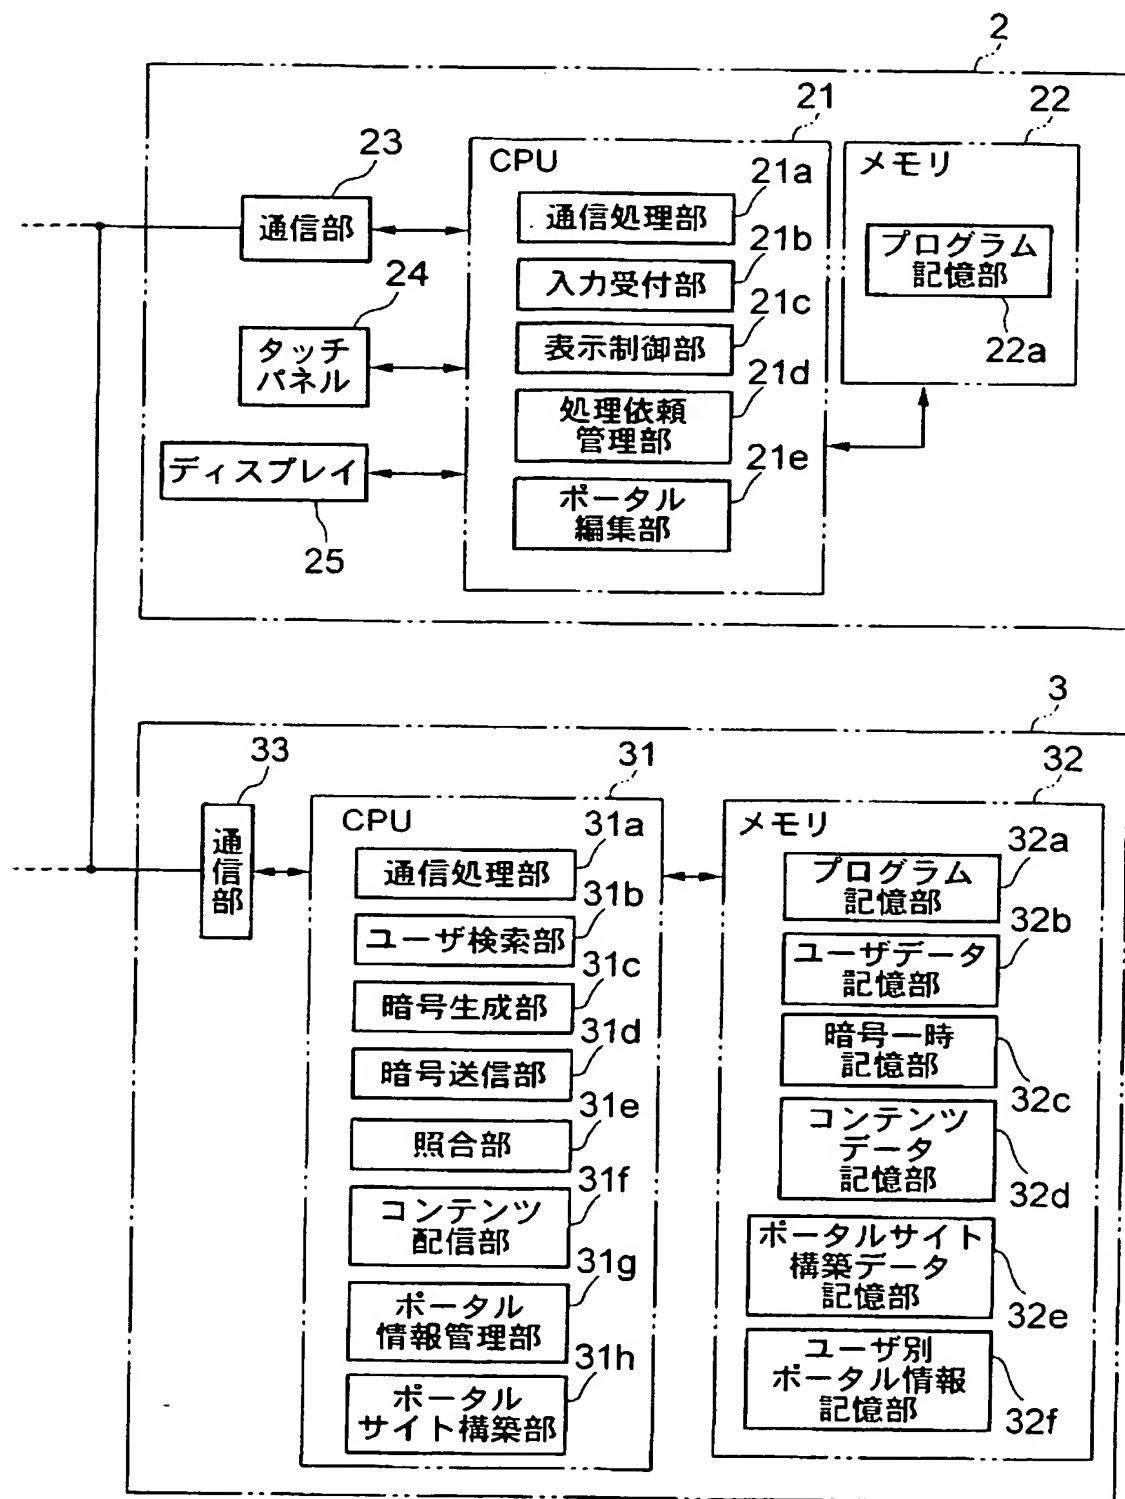 2
21
22
23
CPU
メモリ
21a
通信処理部
通信部
21b
プログラム
記憶部
入力受付部
24
21c
22a
タッチ
パネル
表示制御部
21d
処理依頼
管理部
ディスプレイ
21e
ポータル
編集部
25
3
33
31
32
CPU
メモリ
31a
32a
通信部
通信処理部
プログラム
記憶部
31b
32b
ユーザ検索部
ユーザデータ
記憶部
31c
暗号生成部
暗号一時
記憶部
31d
32c
暗号送信部
コンテンツ
データ
記憶部
31e
照合部
32d
31f
コンテンツ
配信部
ポータルサイト
構築データ
記憶部
31g
32e
ポータル
情報管理部
ユーザ別
ポータル情報
記憶部
31h
32f
ポータル
サイト構築部